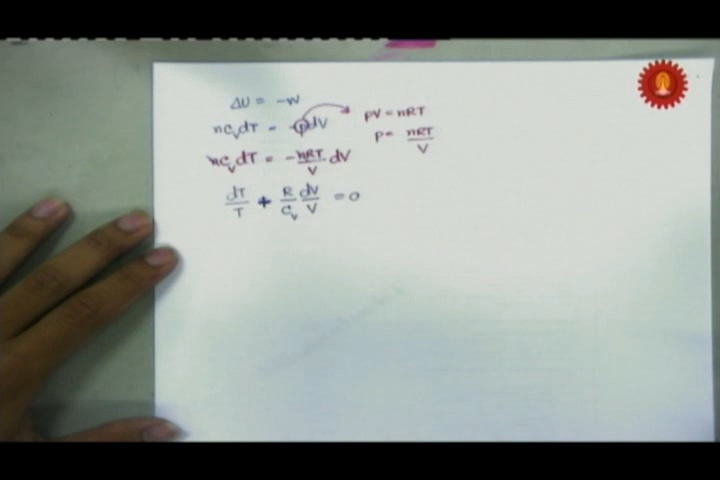 ΔU = -W
nCvdT = -pdV
PV = nRT
P = nRT/V
nCvdT = -nRT/V dV
dT/T + R/Cv dV/V = 0